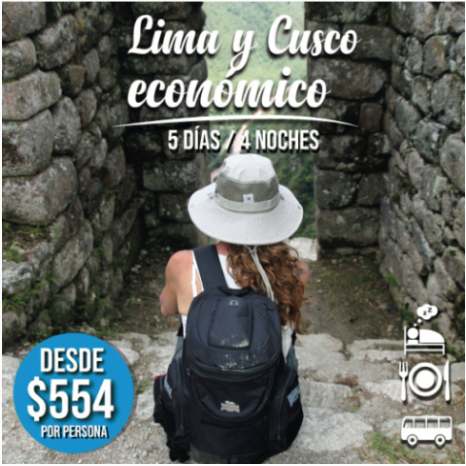 Lima y Cusco
económico
5 DÍAS / 4 NOCHES
DESDE
$554
POR PERSONA